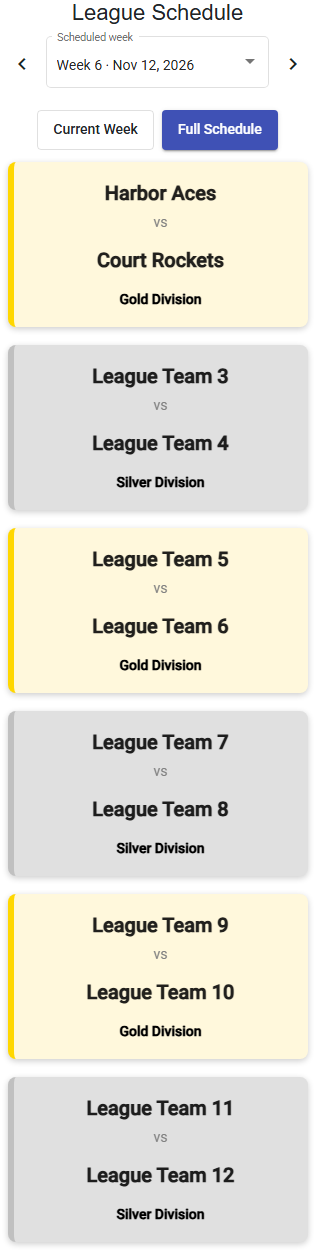 League Schedule
Scheduled week
Week 6 · Nov 12, 2026
Current Week
Full Schedule
Harbor Aces
vs
Court Rockets
Gold Division
League Team 3
vs
League Team 4
Silver Division
League Team 5
vs
League Team 6
Gold Division
League Team 7
vs
League Team 8
Silver Division
League Team 9
vs
League Team 10
Gold Division
League Team 11
vs
League Team 12
Silver Division